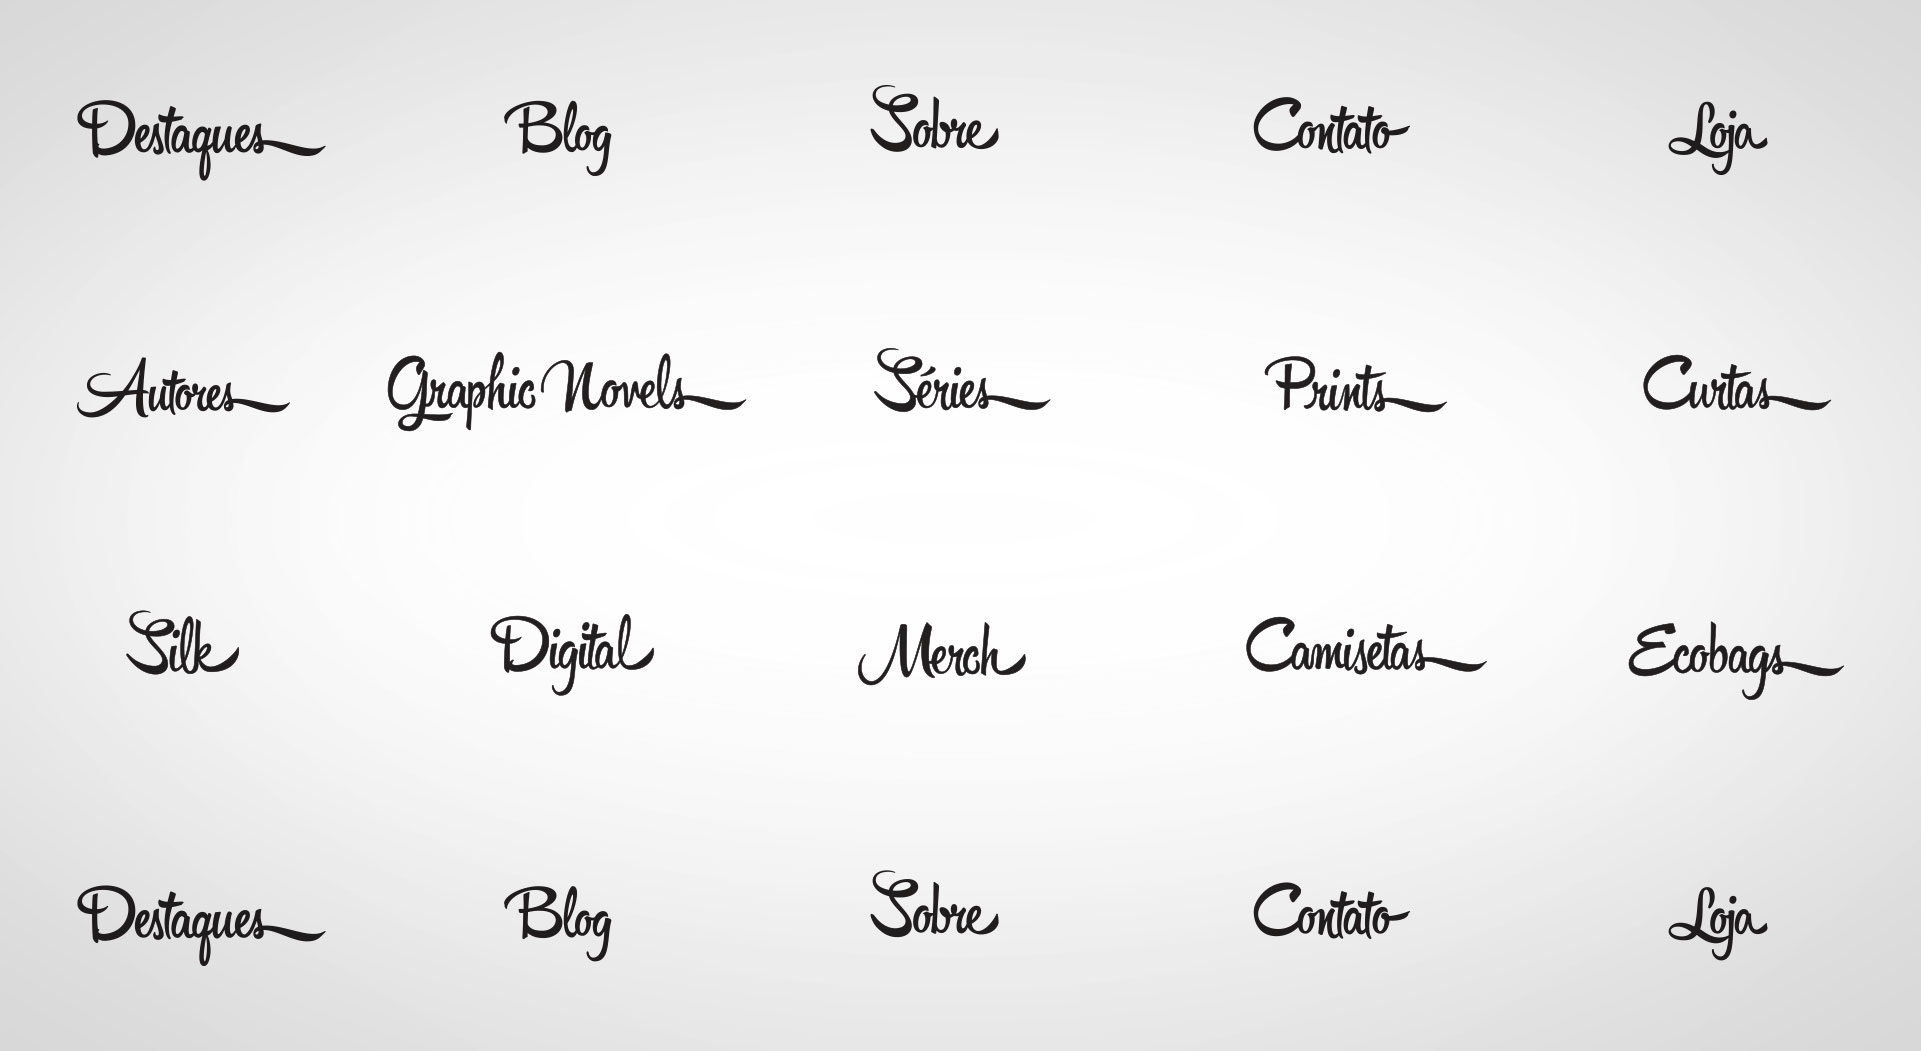 Destaques Blog Sobre Contato Loja
Autores Graphic Novels Séries Prints Curtas
Silk Digital Merch Camisetas Ecobags
Destaques Blog Sobre Contato Loja